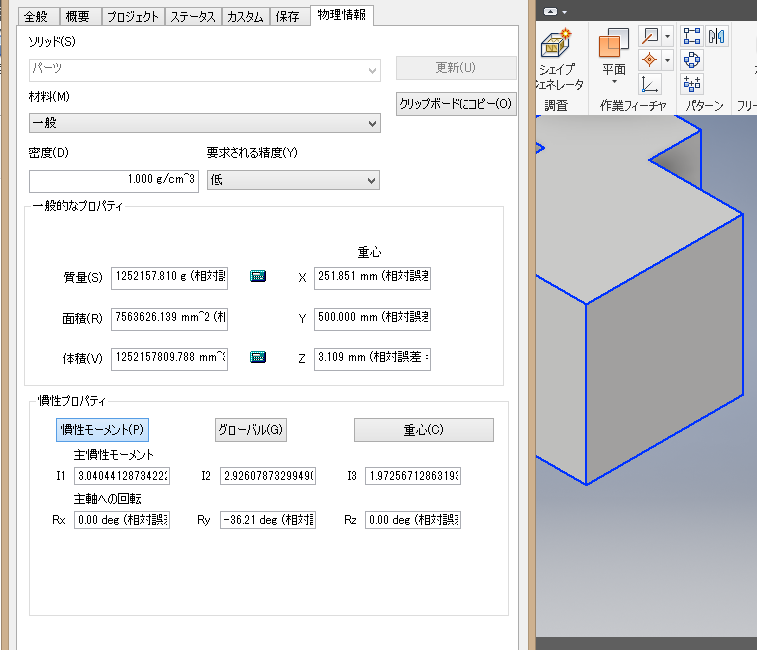 全般 概要 プロジェクト ステータス カスタム 保存 物理情報
ソリッド(S)
パーツ 更新(U)
材料(M)
一般 クリップボードにコピー(O)
密度(D) 要求される精度(Y)
1.000 g/cm^3 低
一般的なプロパティ
重心
質量(S) 1252157.810 g (相対誤 X 251.851 mm (相対誤差
面積(R) 7563626.139 mm^2 (相 Y 500.000 mm (相対誤差
体積(V) 1252157809.788 mm^3 Z 3.109 mm (相対誤差 =
慣性プロパティ
慣性モーメント(P) グローバル(G) 重心(C)
主慣性モーメント
I1 3.0404412873422 I2 2.9260787329949 I3 1.9725671286319
主軸への回転
Rx 0.00 deg (相対誤 Ry -36.21 deg (相対 Rz 0.00 deg (相対誤
シェイプ
ジェネレータ
平面
調査 作業フィーチャ パターン フリー